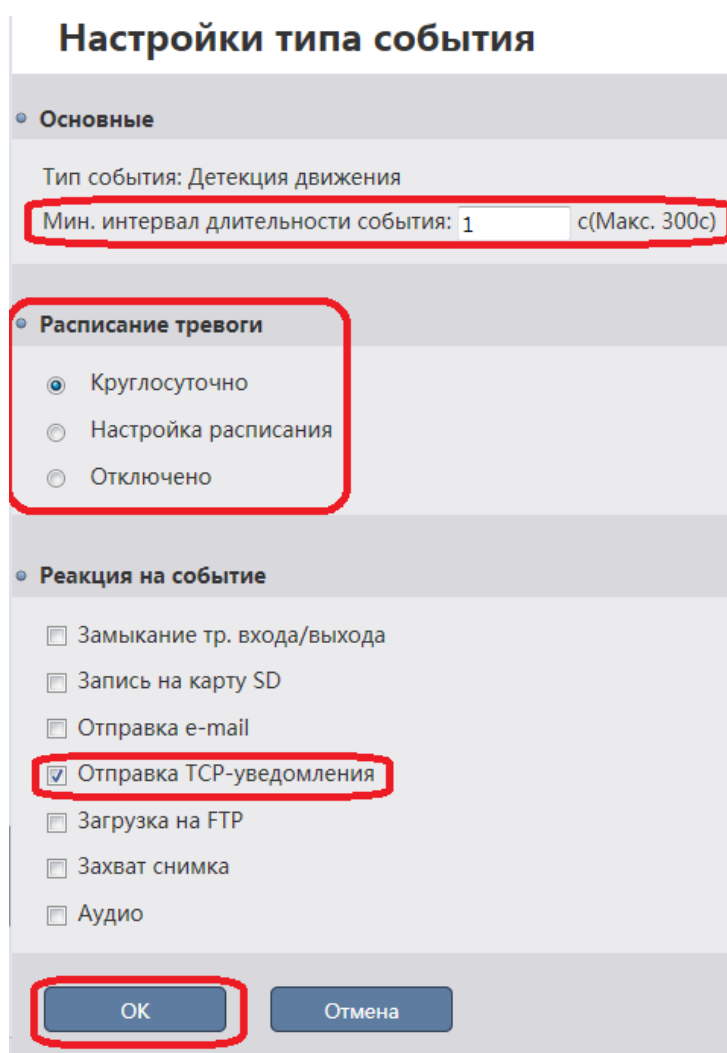 Настройки типа события
Основные
Тип события: Детекция движения
Мин. интервал длительности события: 1 с(Макс. 300с)
Расписание тревоги
Круглосуточно
Настройка расписания
Отключено
Реакция на событие
Замыкание тр. входа/выхода
Запись на карту SD
Отправка e-mail
Отправка TCP-уведомления
Загрузка на FTP
Захват снимка
Аудио
OK Отмена